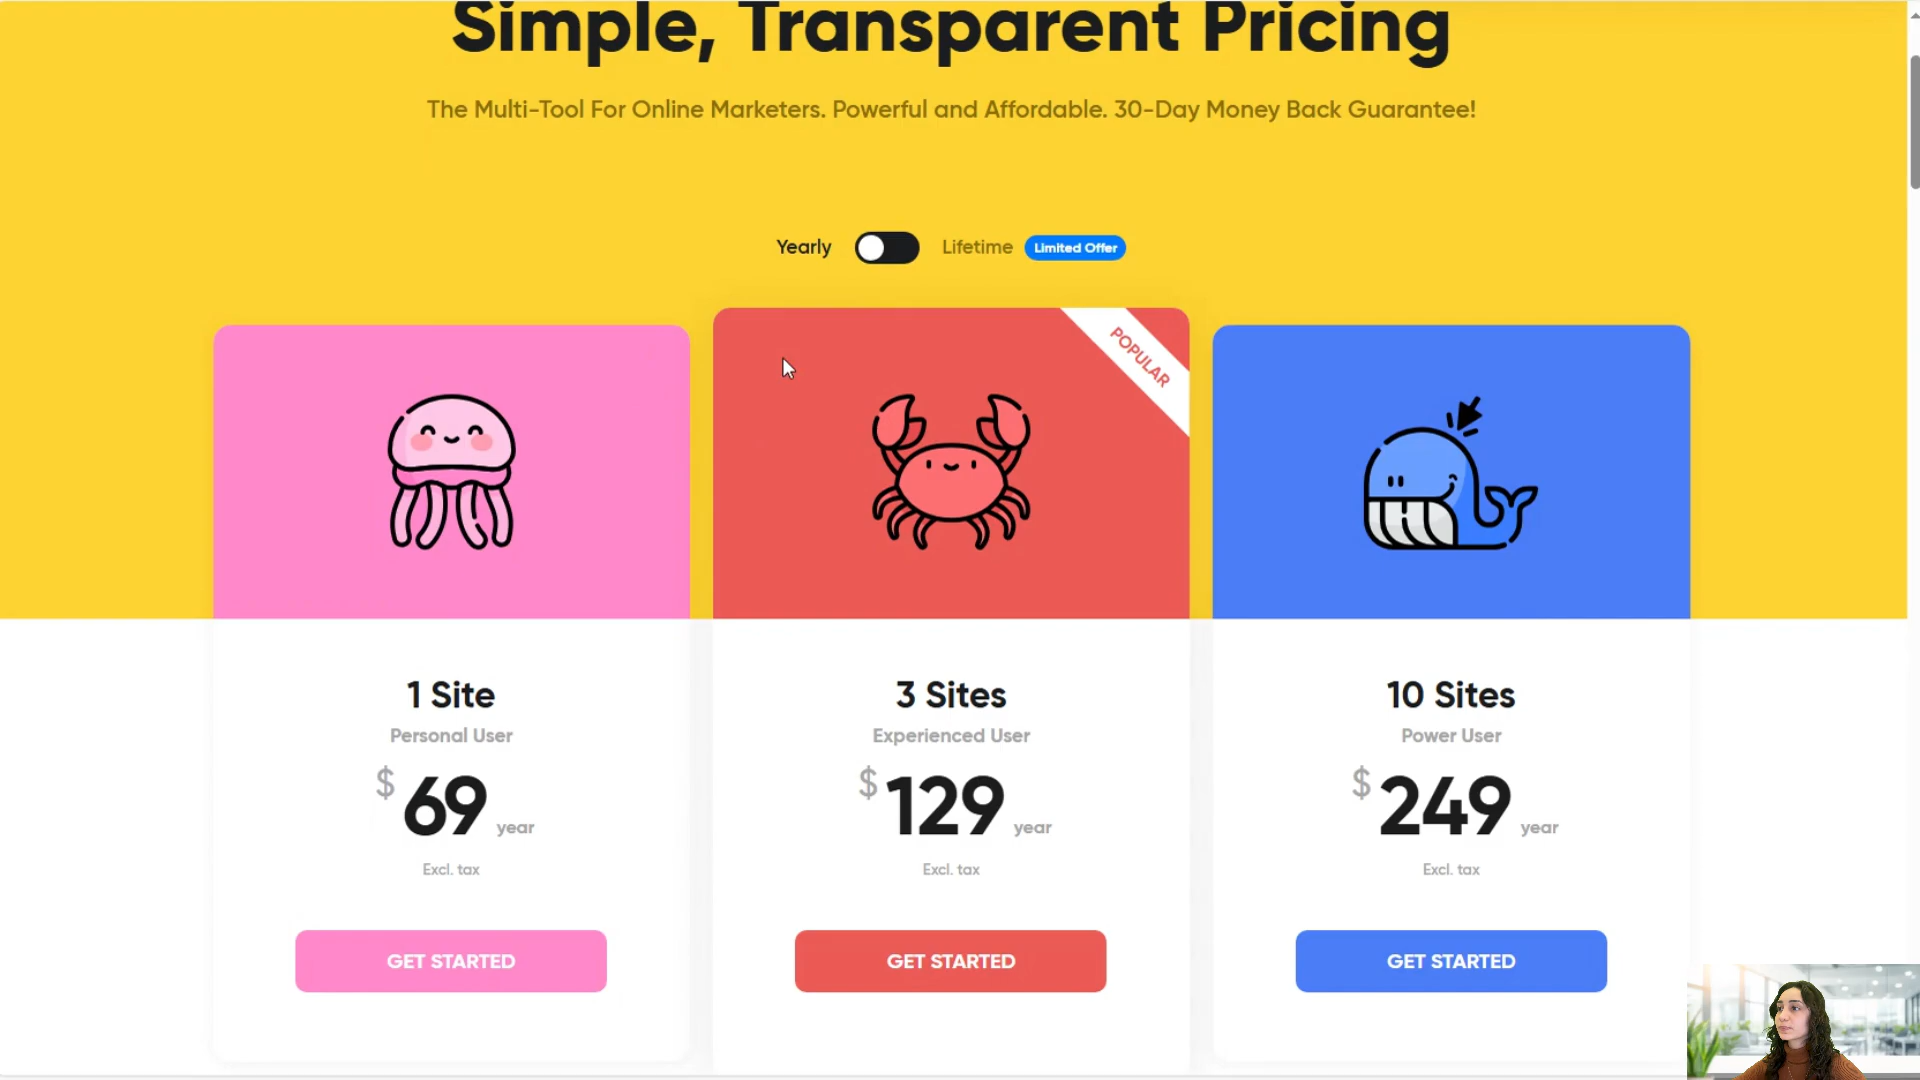 Simple, Transparent Pricing
The Multi-Tool For Online Marketers. Powerful and Affordable. 30-Day Money Back Guarantee!
Yearly Lifetime Limited Offer
POPULAR
1 Site
Personal User
$ 69 year
Excl. tax
GET STARTED
3 Sites
Experienced User
$ 129 year
Excl. tax
GET STARTED
10 Sites
Power User
$ 249 year
Excl. tax
GET STARTED